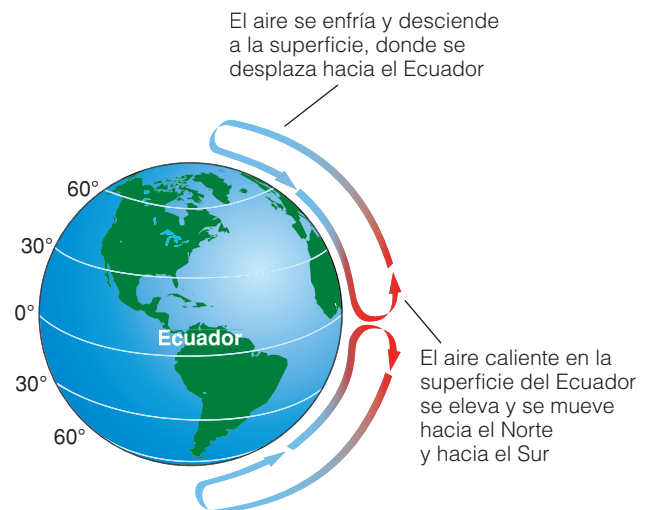 El aire se enfría y desciende
a la superficie, donde se
desplaza hacia el Ecuador
60°
30°
0°
Ecuador
30°
60°
El aire caliente en la
superficie del Ecuador
se eleva y se mueve
hacia el Norte
y hacia el Sur